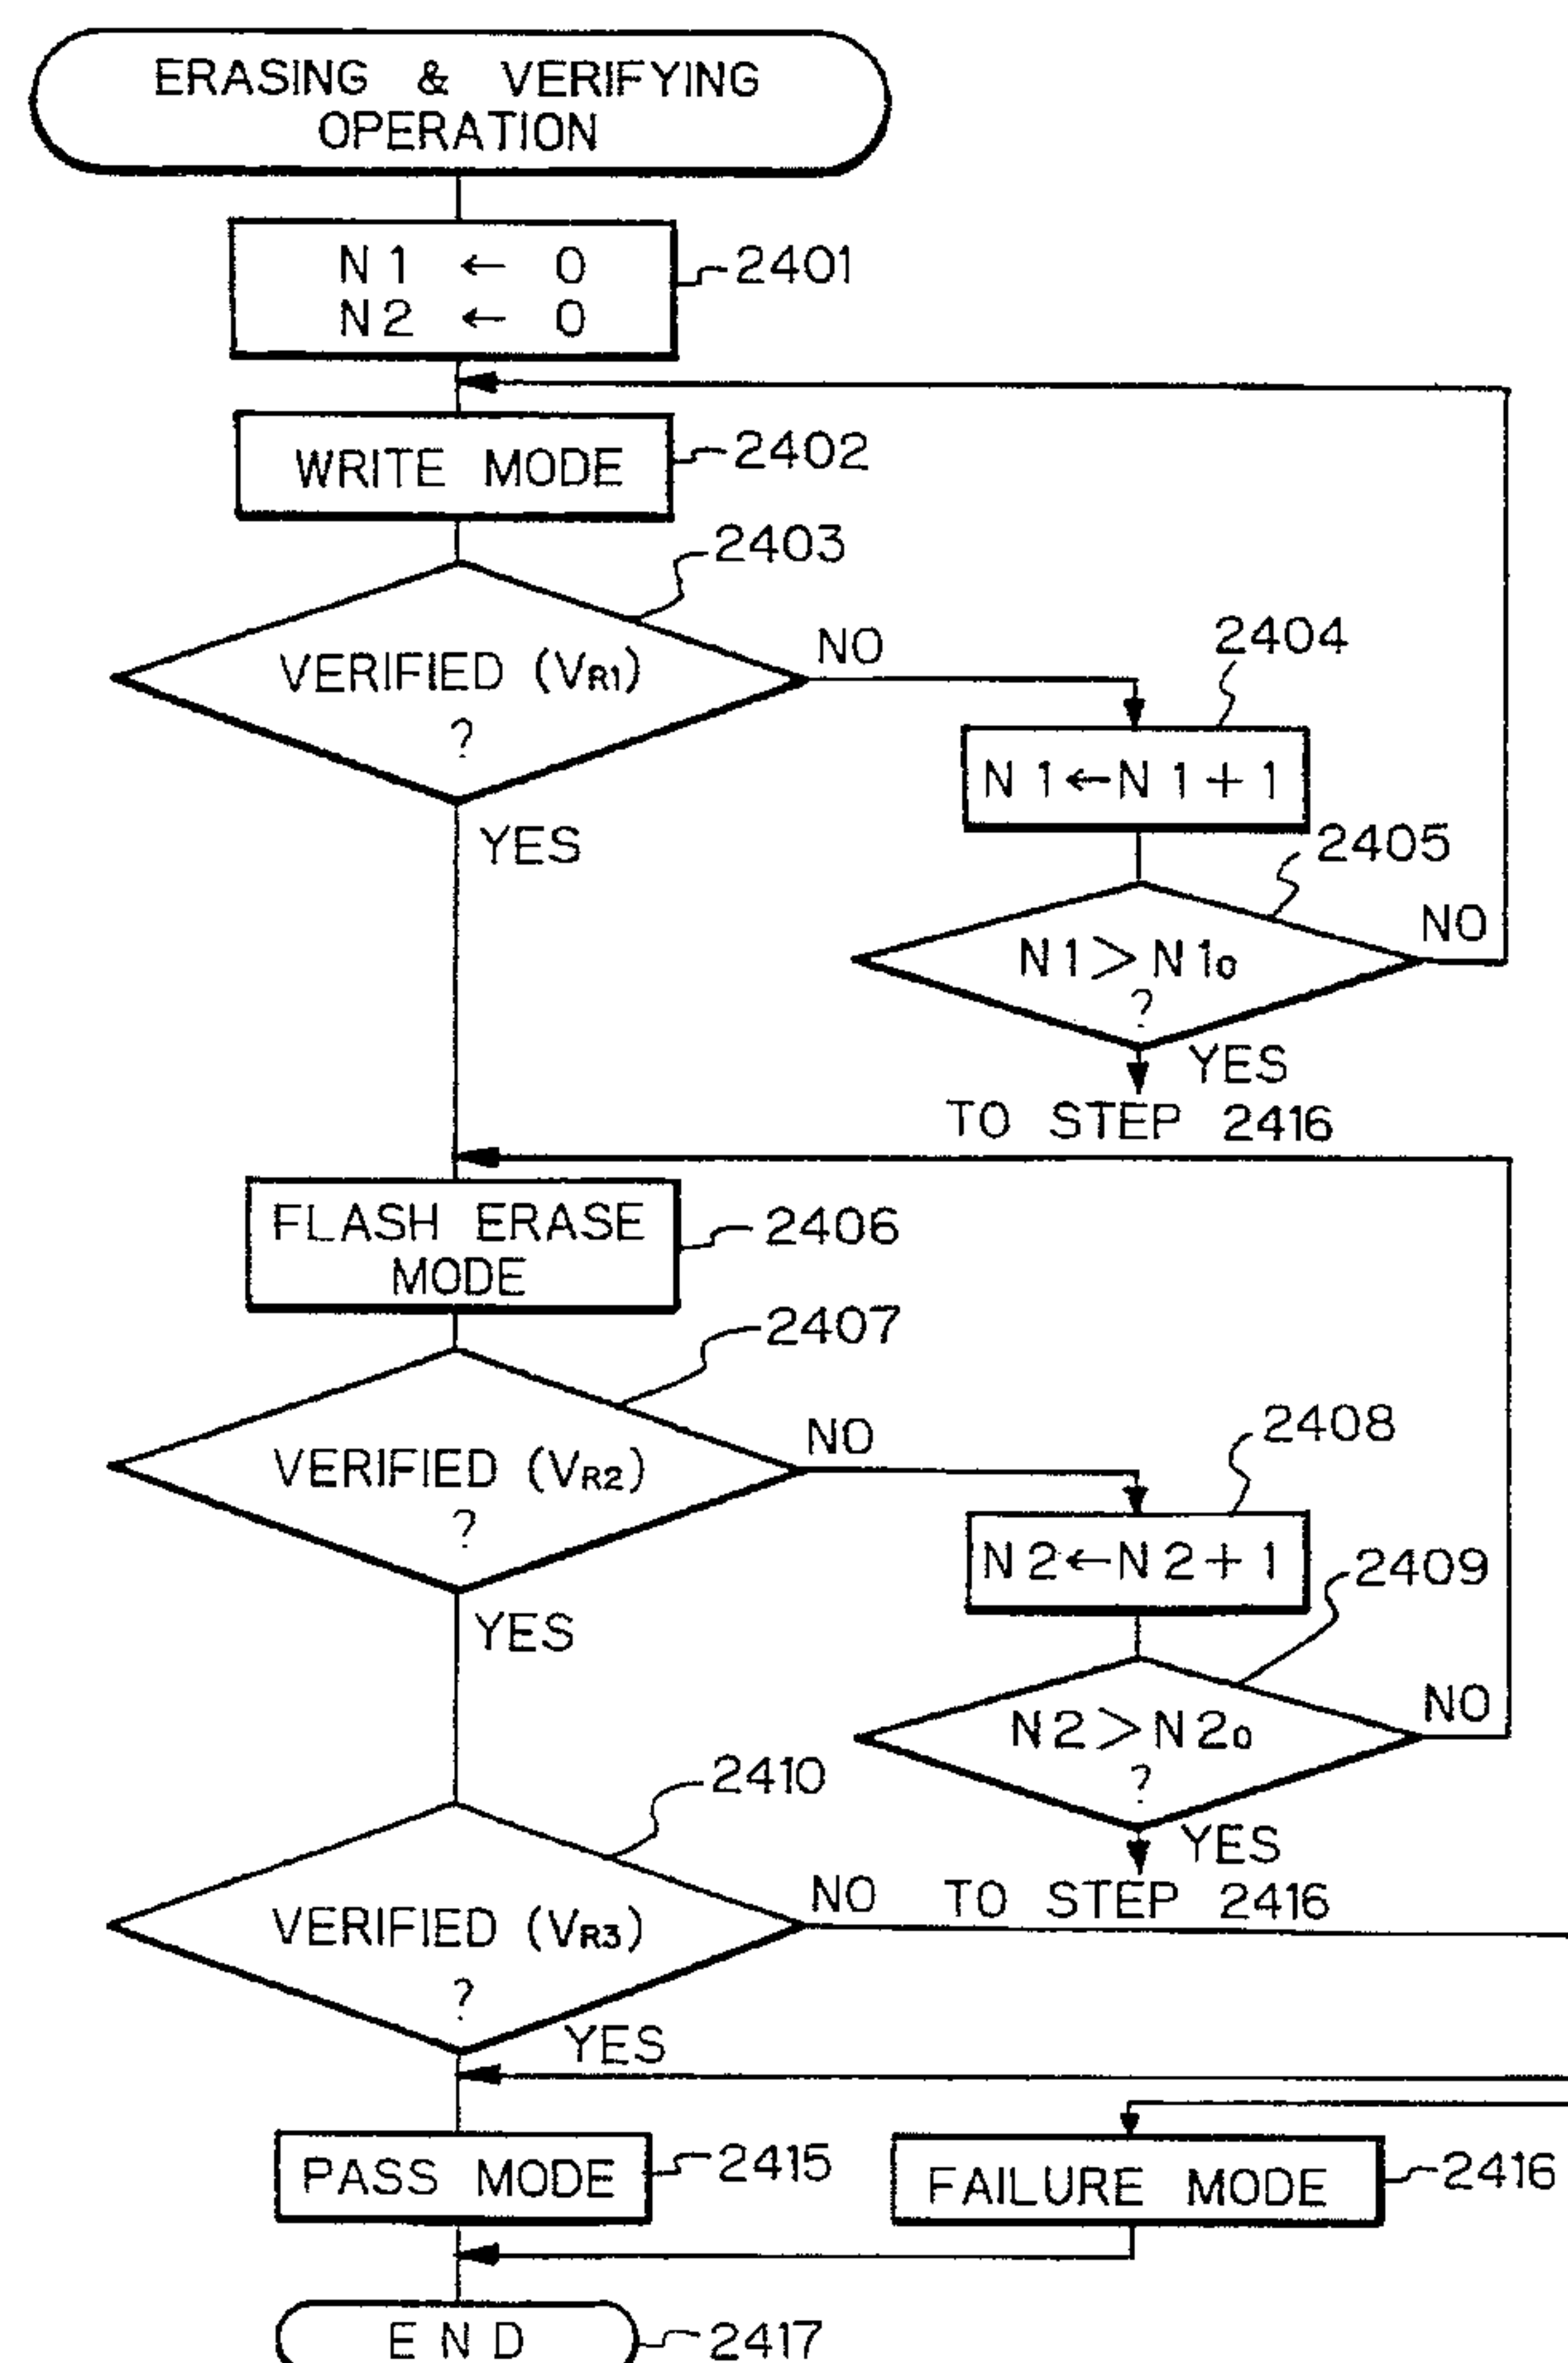 ERASING & VERIFYING
OPERATION
N1 ← 0
N2 ← 0
2401
WRITE MODE
2402
2403
VERIFIED (VR1)
?
NO
YES
2404
N1←N1+1
2405
N1>N1o
?
NO
YES
TO STEP 2416
FLASH ERASE
MODE
2406
2407
VERIFIED (VR2)
?
NO
YES
2408
N2←N2+1
2409
N2>N2o
?
NO
YES
TO STEP 2416
2410
VERIFIED (VR3)
?
NO
YES
PASS MODE
2415
FAILURE MODE
2416
END
2417